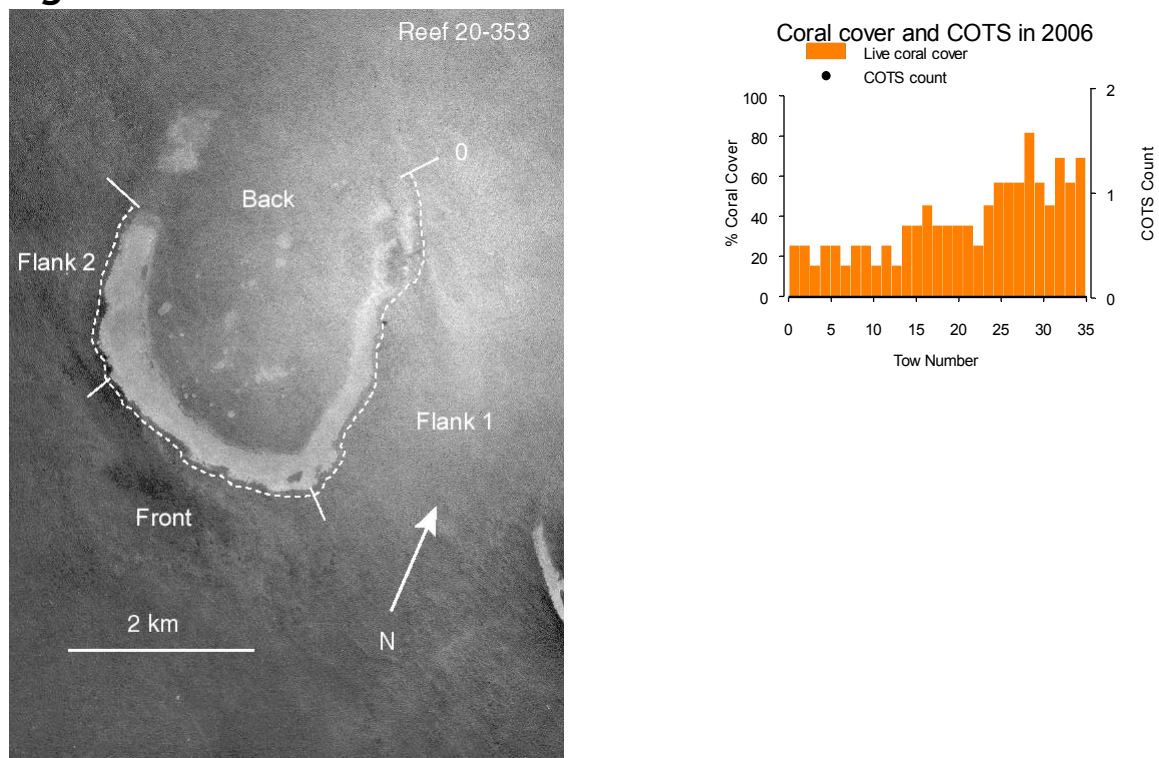 Reef 20-353
0
Back
Flank 2
Flank 1
Front
2 km
N
Coral cover and COTS in 2006
Live coral cover
COTS count
100
80
60
40
20
0
% Coral Cover
2
1
0
COTS Count
0 5 10 15 20 25 30 35
Tow Number